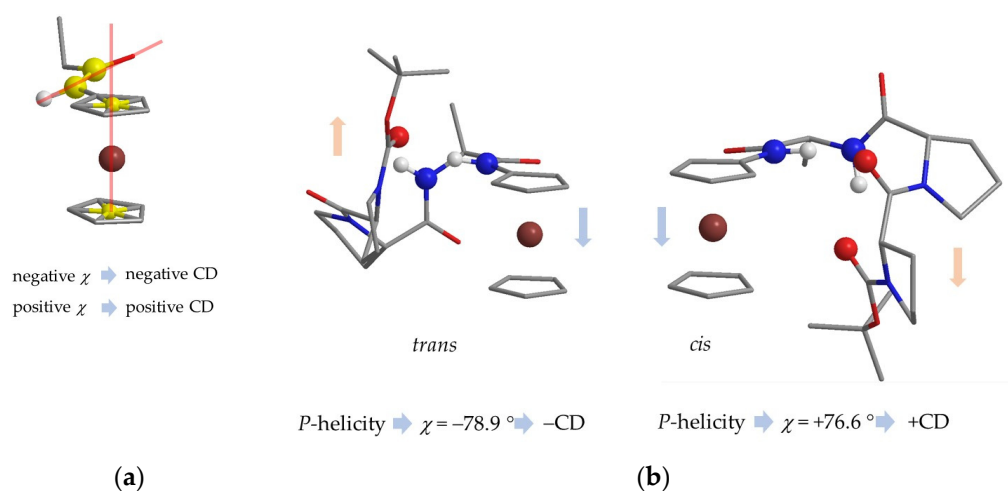 (a)
negative χ negative CD
positive χ positive CD
(b)
trans
cis
P-helicity χ = –78.9 ° –CD
P-helicity χ = +76.6 ° +CD